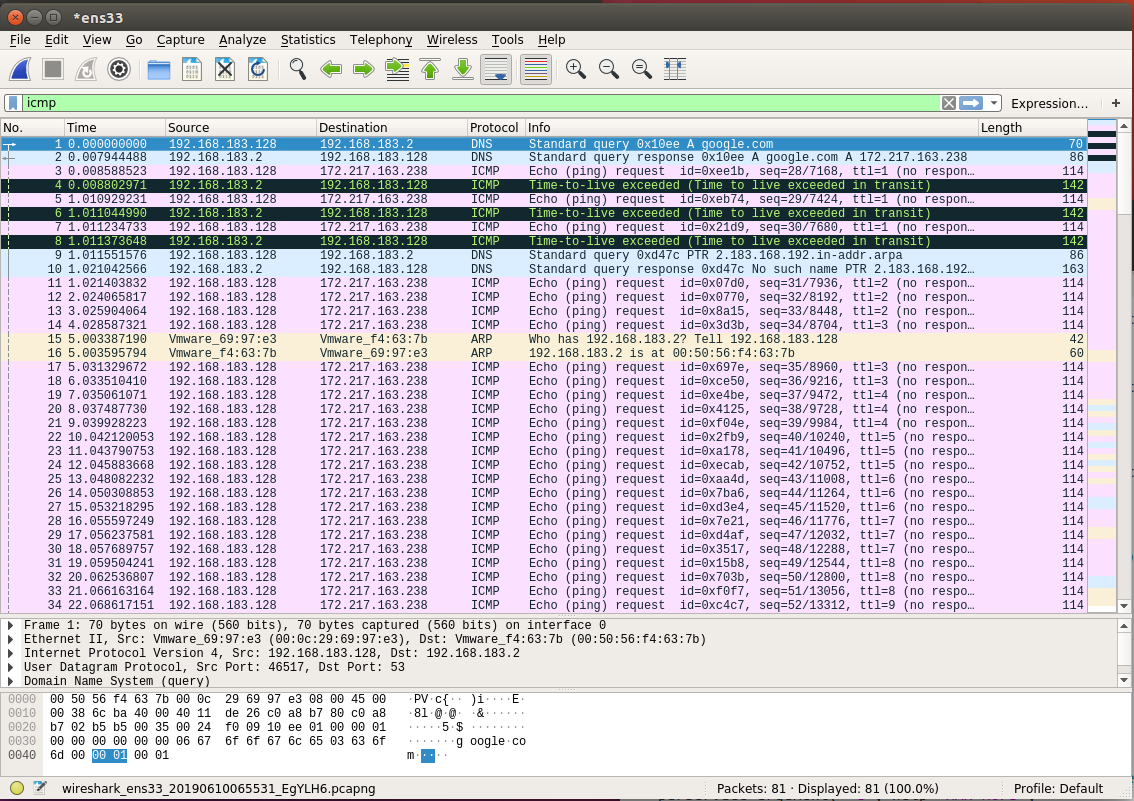 *ens33
File Edit View Go Capture Analyze Statistics Telephony Wireless Tools Help
icmp Expression… +
No. Time Source Destination Protocol Info Length
1 0.000000000 192.168.183.128 192.168.183.2 DNS Standard query 0x10ee A google.com 70
2 0.007944488 192.168.183.2 192.168.183.128 DNS Standard query response 0x10ee A google.com A 172.217.163.238 86
3 0.008588523 192.168.183.128 172.217.163.238 ICMP Echo (ping) request id=0xee1b, seq=28/7168, ttl=1 (no respon… 114
4 0.008802971 192.168.183.2 192.168.183.128 ICMP Time-to-live exceeded (Time to live exceeded in transit) 142
5 1.010929231 192.168.183.128 172.217.163.238 ICMP Echo (ping) request id=0xeb74, seq=29/7424, ttl=1 (no respon… 114
6 1.011044990 192.168.183.2 192.168.183.128 ICMP Time-to-live exceeded (Time to live exceeded in transit) 142
7 1.011234733 192.168.183.128 172.217.163.238 ICMP Echo (ping) request id=0x21d9, seq=30/7680, ttl=1 (no respon… 114
8 1.011373648 192.168.183.2 192.168.183.128 ICMP Time-to-live exceeded (Time to live exceeded in transit) 142
9 1.011551576 192.168.183.128 192.168.183.2 DNS Standard query 0xd47c PTR 2.183.168.192.in-addr.arpa 86
10 1.021042566 192.168.183.2 192.168.183.128 DNS Standard query response 0xd47c No such name PTR 2.183.168.192… 163
11 1.021403832 192.168.183.128 172.217.163.238 ICMP Echo (ping) request id=0x07d0, seq=31/7936, ttl=2 (no respon… 114
12 2.024065817 192.168.183.128 172.217.163.238 ICMP Echo (ping) request id=0x0770, seq=32/8192, ttl=2 (no respon… 114
13 3.025904064 192.168.183.128 172.217.163.238 ICMP Echo (ping) request id=0x8a15, seq=33/8448, ttl=2 (no respon… 114
14 4.028587321 192.168.183.128 172.217.163.238 ICMP Echo (ping) request id=0x3d3b, seq=34/8704, ttl=3 (no respon… 114
15 5.003387190 Vmware_69:97:e3 Vmware_f4:63:7b ARP Who has 192.168.183.2? Tell 192.168.183.128 42
16 5.003595794 Vmware_f4:63:7b Vmware_69:97:e3 ARP 192.168.183.2 is at 00:50:56:f4:63:7b 60
17 5.031329672 192.168.183.128 172.217.163.238 ICMP Echo (ping) request id=0x697e, seq=35/8960, ttl=3 (no respon… 114
18 6.033510410 192.168.183.128 172.217.163.238 ICMP Echo (ping) request id=0xce50, seq=36/9216, ttl=3 (no respon… 114
19 7.035061071 192.168.183.128 172.217.163.238 ICMP Echo (ping) request id=0xe4be, seq=37/9472, ttl=4 (no respon… 114
20 8.037487730 192.168.183.128 172.217.163.238 ICMP Echo (ping) request id=0x4125, seq=38/9728, ttl=4 (no respon… 114
21 9.039928223 192.168.183.128 172.217.163.238 ICMP Echo (ping) request id=0xf04e, seq=39/9984, ttl=4 (no respon… 114
22 10.042120053 192.168.183.128 172.217.163.238 ICMP Echo (ping) request id=0x2fb9, seq=40/10240, ttl=5 (no respo… 114
23 11.043790753 192.168.183.128 172.217.163.238 ICMP Echo (ping) request id=0xa178, seq=41/10496, ttl=5 (no respo… 114
24 12.045883668 192.168.183.128 172.217.163.238 ICMP Echo (ping) request id=0xecab, seq=42/10752, ttl=5 (no respo… 114
25 13.048082232 192.168.183.128 172.217.163.238 ICMP Echo (ping) request id=0xaa4d, seq=43/11008, ttl=6 (no respo… 114
26 14.050308853 192.168.183.128 172.217.163.238 ICMP Echo (ping) request id=0x7ba6, seq=44/11264, ttl=6 (no respo… 114
27 15.053218295 192.168.183.128 172.217.163.238 ICMP Echo (ping) request id=0xd3e4, seq=45/11520, ttl=6 (no respo… 114
28 16.055597249 192.168.183.128 172.217.163.238 ICMP Echo (ping) request id=0x7e21, seq=46/11776, ttl=7 (no respo… 114
29 17.056237581 192.168.183.128 172.217.163.238 ICMP Echo (ping) request id=0xd4af, seq=47/12032, ttl=7 (no respo… 114
30 18.057689757 192.168.183.128 172.217.163.238 ICMP Echo (ping) request id=0x3517, seq=48/12288, ttl=7 (no respo… 114
31 19.059504241 192.168.183.128 172.217.163.238 ICMP Echo (ping) request id=0x15b8, seq=49/12544, ttl=8 (no respo… 114
32 20.062536807 192.168.183.128 172.217.163.238 ICMP Echo (ping) request id=0x703b, seq=50/12800, ttl=8 (no respo… 114
33 21.066163164 192.168.183.128 172.217.163.238 ICMP Echo (ping) request id=0xf0f7, seq=51/13056, ttl=8 (no respo… 114
34 22.068617151 192.168.183.128 172.217.163.238 ICMP Echo (ping) request id=0xc4c7, seq=52/13312, ttl=9 (no respo… 114
Frame 1: 70 bytes on wire (560 bits), 70 bytes captured (560 bits) on interface 0
Ethernet II, Src: Vmware_69:97:e3 (00:0c:29:69:97:e3), Dst: Vmware_f4:63:7b (00:50:56:f4:63:7b)
Internet Protocol Version 4, Src: 192.168.183.128, Dst: 192.168.183.2
User Datagram Protocol, Src Port: 46517, Dst Port: 53
Domain Name System (query)
0000 00 50 56 f4 63 7b 00 0c 29 69 97 e3 08 00 45 00 ·PV·c{·· )i····E·
0010 00 38 6c ba 40 00 40 11 de 26 c0 a8 b7 80 c0 a8 ·8l·@·@· ·&······
0020 b7 02 b5 b5 00 35 00 24 f0 09 10 ee 01 00 00 01 ·····5·$ ········
0030 00 00 00 00 00 00 06 67 6f 6f 67 6c 65 03 63 6f ·······g oogle·co
0040 6d 00 00 01 00 01 m·····
wireshark_ens33_20190610065531_EgYLH6.pcapng Packets: 81 · Displayed: 81 (100.0%) Profile: Default